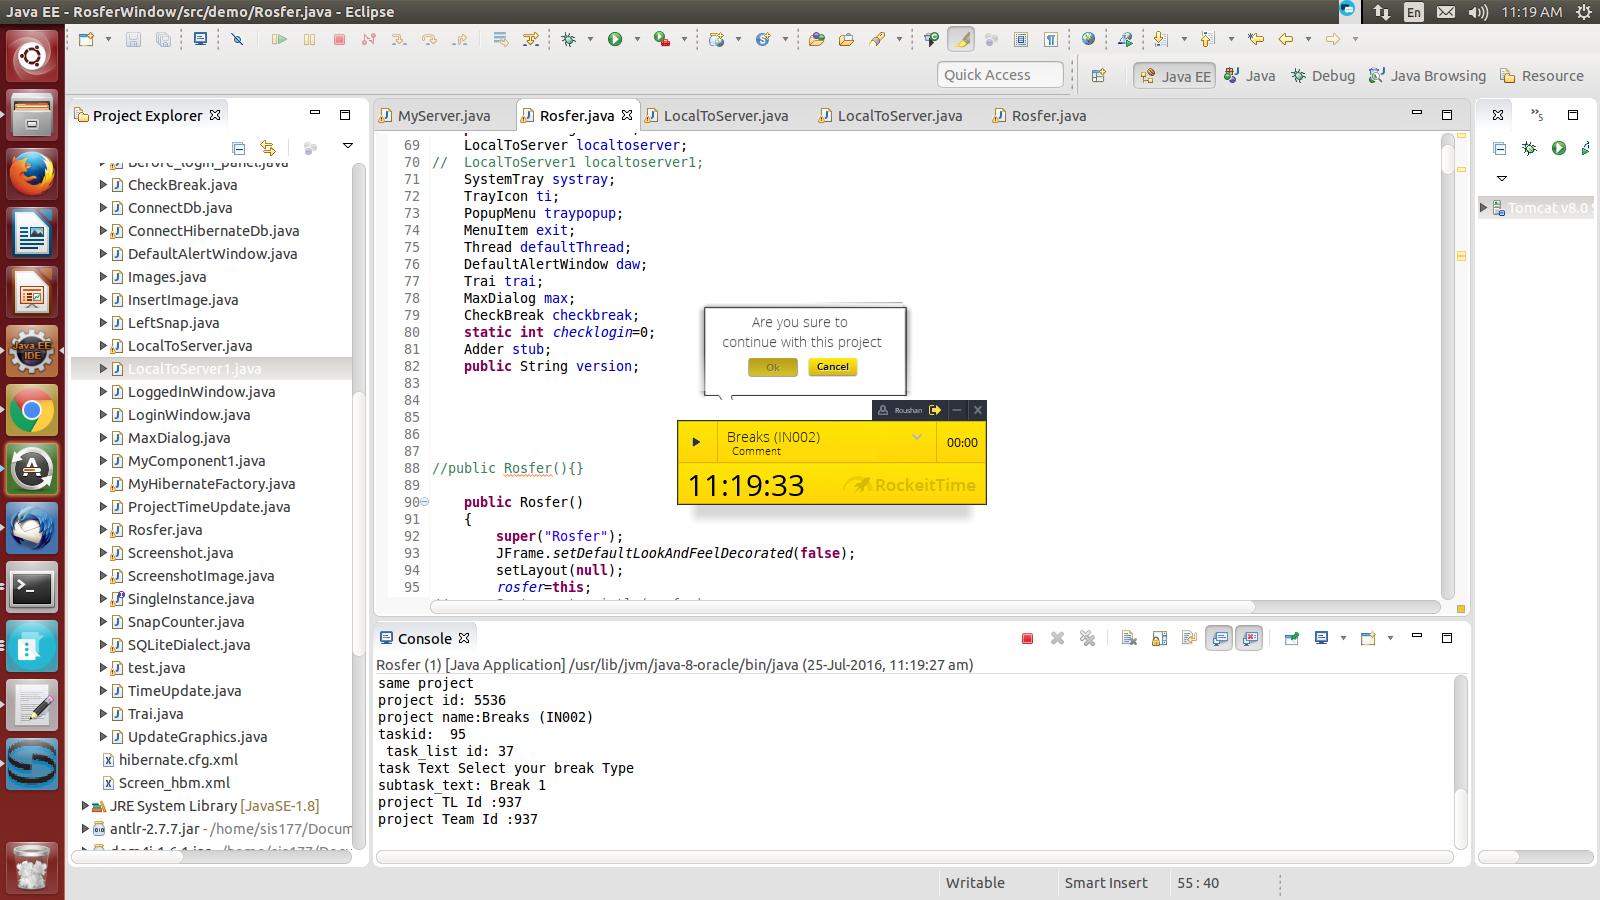 Java EE - RosferWindow/src/demo/Rosfer.java - Eclipse
En
11:19 AM
Quick Access
Java EE
Java
Debug
Java Browsing
Resource
Project Explorer
MyServer.java
Rosfer.java
LocalToServer.java
LocalToServer.java
Rosfer.java
Before_login_panel.java
CheckBreak.java
ConnectDb.java
ConnectHibernateDb.java
DefaultAlertWindow.java
Images.java
InsertImage.java
LeftSnap.java
LocalToServer.java
LocalToServer1.java
LoggedInWindow.java
LoginWindow.java
MaxDialog.java
MyComponent1.java
MyHibernateFactory.java
ProjectTimeUpdate.java
Rosfer.java
Screenshot.java
ScreenshotImage.java
SingleInstance.java
SnapCounter.java
SQLiteDialect.java
test.java
TimeUpdate.java
Trai.java
UpdateGraphics.java
hibernate.cfg.xml
Screen_hbm.xml
JRE System Library [JavaSE-1.8]
antlr-2.7.7.jar - /home/sis177/Docum
69 LocalToServer localtoserver;
70 // LocalToServer1 localtoserver1;
71 SystemTray systray;
72 TrayIcon ti;
73 PopupMenu traypopup;
74 MenuItem exit;
75 Thread defaultThread;
76 DefaultAlertWindow daw;
77 Trai trai;
78 MaxDialog max;
79 CheckBreak checkbreak;
80 static int checklogin=0;
81 Adder stub;
82 public String version;
83
84
85
86
87
88 //public Rosfer(){}
89
90 public Rosfer()
91 {
92 super("Rosfer");
93 JFrame.setDefaultLookAndFeelDecorated(false);
94 setLayout(null);
95 rosfer=this;
Are you sure to
continue with this project
Ok
Cancel
Roushan
Breaks (IN002)
Comment
00:00
11:19:33
RockeitTime
5
Tomcat v8.0 S
Java EE
IDE
Console
Rosfer (1) [Java Application] /usr/lib/jvm/java-8-oracle/bin/java (25-Jul-2016, 11:19:27 am)
same project
project id: 5536
project name:Breaks (IN002)
taskid: 95
task_list id: 37
task Text Select your break Type
subtask_text: Break 1
project TL Id :937
project Team Id :937
Writable
Smart Insert
55 : 40